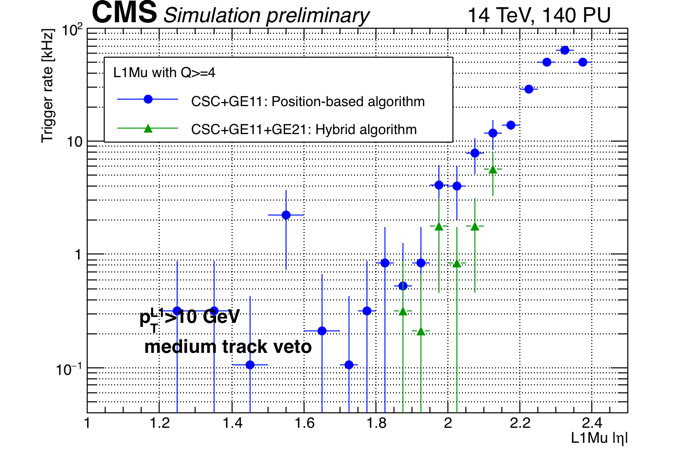 CMS Simulation preliminary 14 TeV, 140 PU
Trigger rate [kHz]
10²
10
1
10⁻¹
L1Mu with Q>=4
CSC+GE11: Position-based algorithm
CSC+GE11+GE21: Hybrid algorithm
p_T^L1>10 GeV
medium track veto
1 1.2 1.4 1.6 1.8 2 2.2 2.4
L1Mu |η|